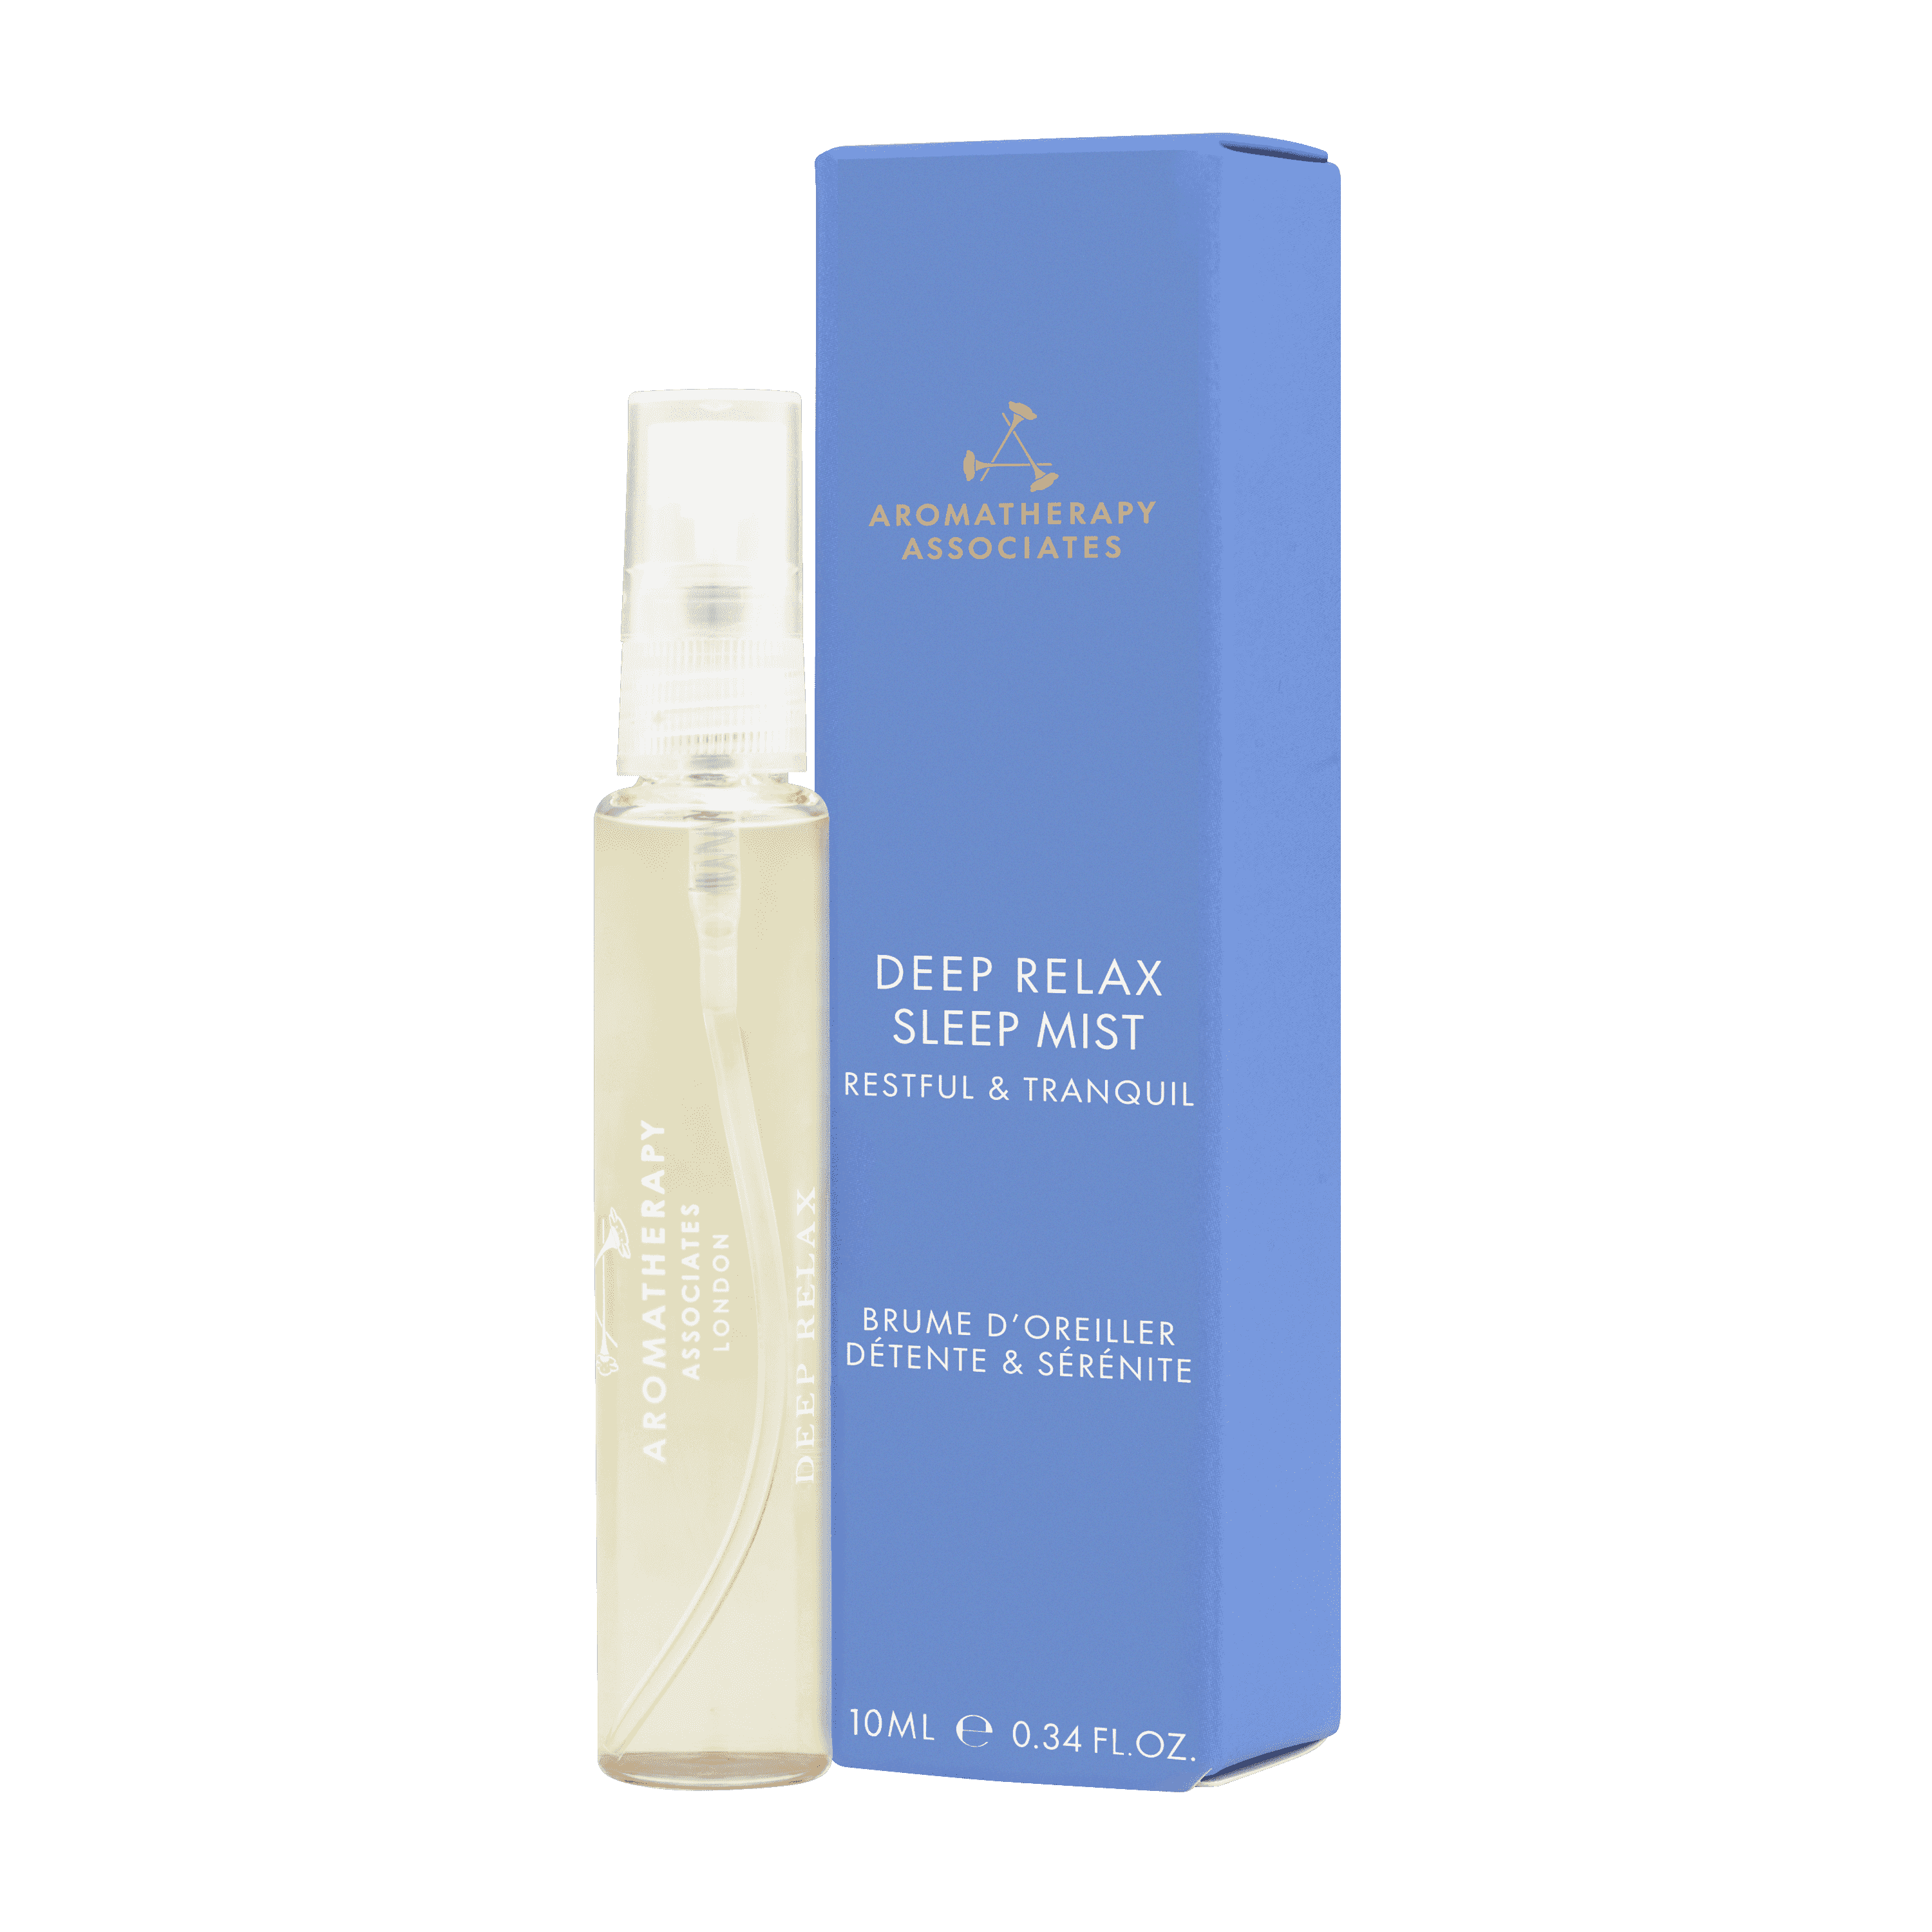 AROMATHERAPY
ASSOCIATES
LONDON
DEEP RELAX
AROMATHERAPY
ASSOCIATES
DEEP RELAX
SLEEP MIST
RESTFUL & TRANQUIL
BRUME D'OREILLER
DÉTENTE & SÉRÉNITE
10ML ℮ 0.34 FL.OZ.